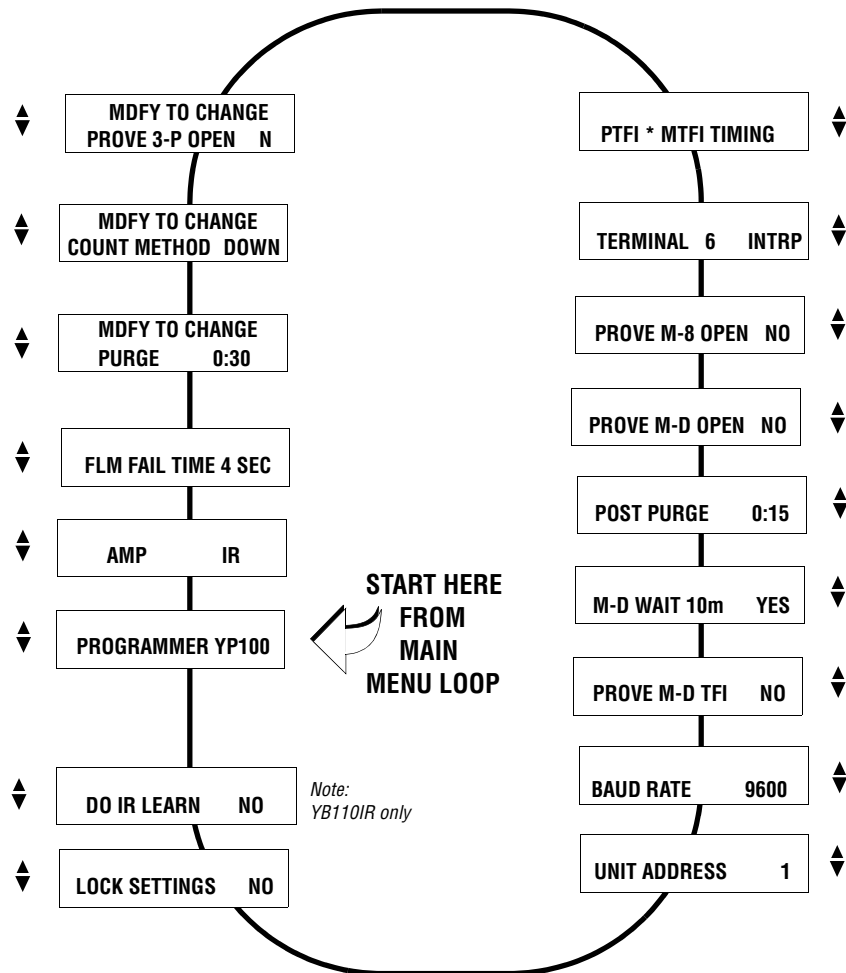 MDFY TO CHANGE
PROVE 3-P OPEN N
MDFY TO CHANGE
COUNT METHOD DOWN
MDFY TO CHANGE
PURGE 0:30
FLM FAIL TIME 4 SEC
AMP IR
PROGRAMMER YP100
START HERE
FROM
MAIN
MENU LOOP
DO IR LEARN NO
Note:
YB110IR only
LOCK SETTINGS NO
PTFI * MTFI TIMING
TERMINAL 6 INTRP
PROVE M-8 OPEN NO
PROVE M-D OPEN NO
POST PURGE 0:15
M-D WAIT 10m YES
PROVE M-D TFI NO
BAUD RATE 9600
UNIT ADDRESS 1